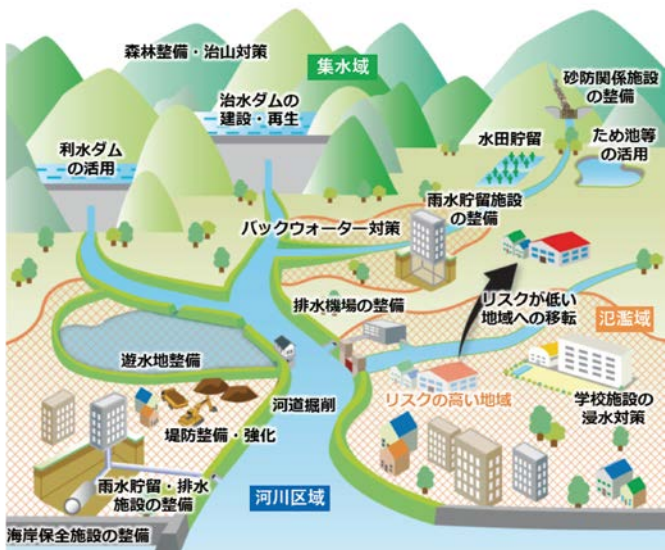 森林整備・治山対策
集水域
砂防関係施設
の整備
治水ダムの
建設・再生
水田貯留
ため池等
の活用
利水ダム
の活用
雨水貯留施設
の整備
バックウォーター対策
排水機場の整備
リスクが低い
地域への移転
氾濫域
遊水地整備
リスクの高い地域
学校施設の
浸水対策
河道掘削
堤防整備・強化
雨水貯留・排水
施設の整備
河川区域
海岸保全施設の整備